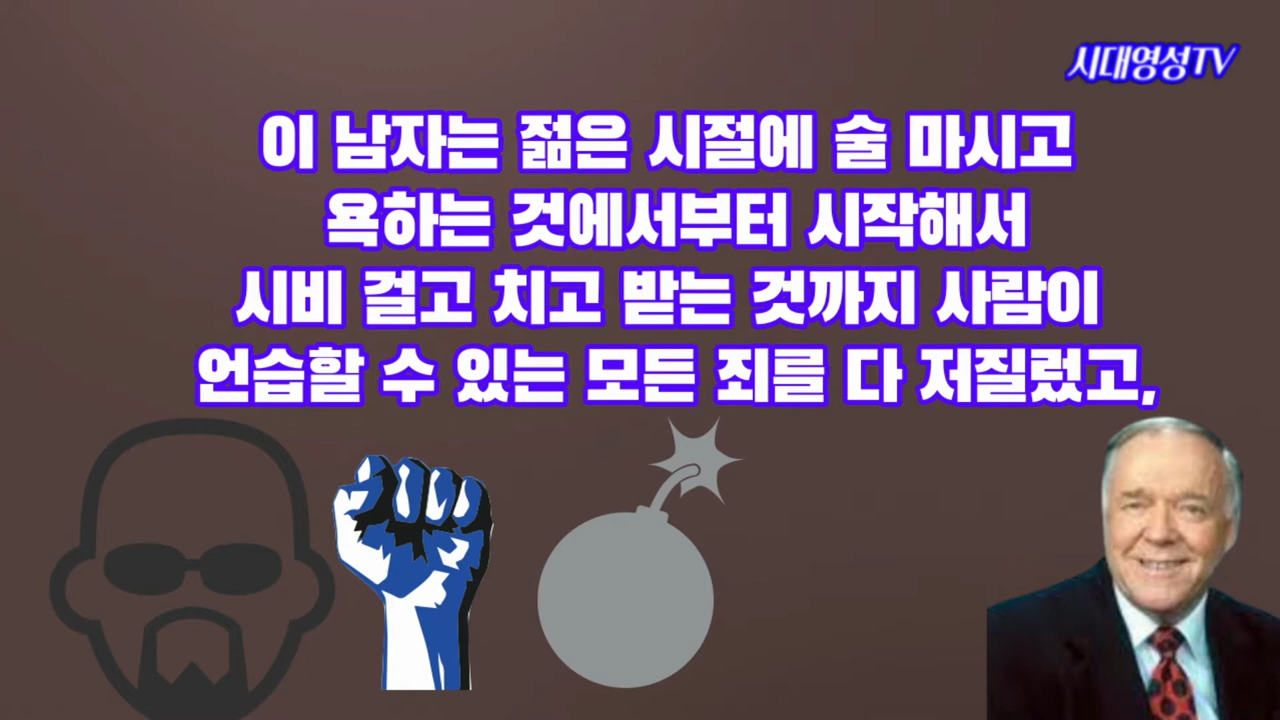 시대영성TV
이 남자는 젊은 시절에 술 마시고
욕하는 것에서부터 시작해서
시비 걸고 치고 받는 것까지 사람이
언습할 수 있는 모든 죄를 다 저질렀고,